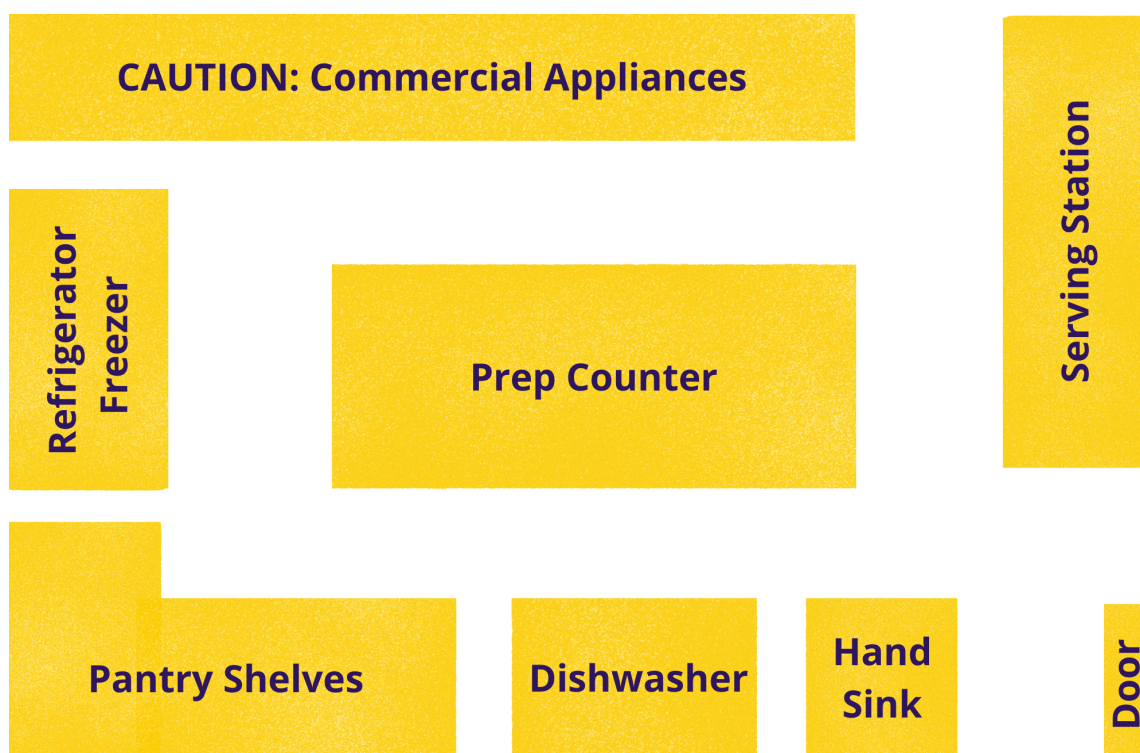 CAUTION: Commercial Appliances
Serving Station
Refrigerator
Freezer
Prep Counter
Pantry Shelves
Dishwasher
Hand
Sink
Door